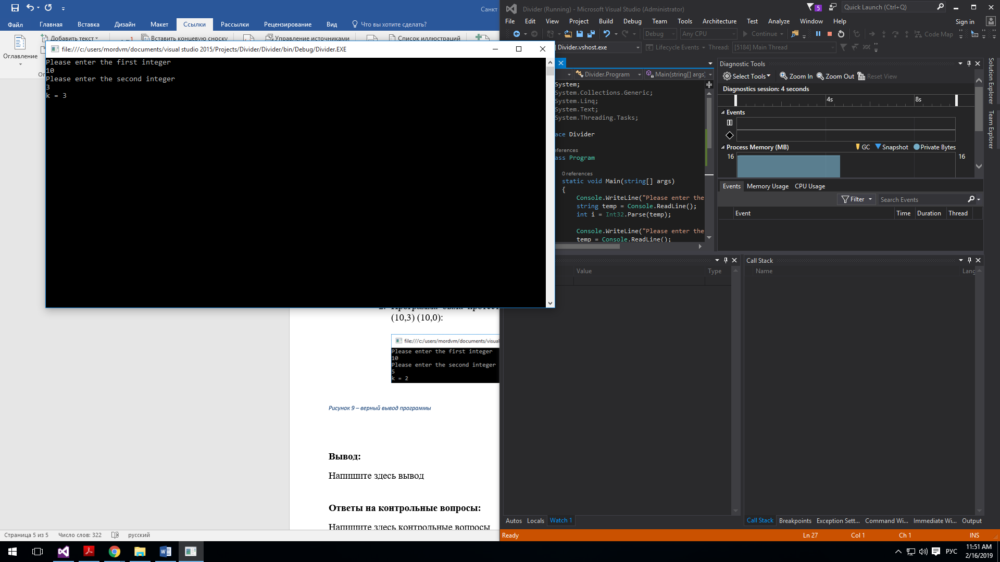 Санкт
Файл Главная Вставка Дизайн Макет Ссылки Рассылки Рецензирование Вид Что вы хотите сделать?
Оглавление
Добавить текст
Вставить концевую сноску
Управление источниками
Список иллюстраций
file:///c:/users/mordvm/documents/visual studio 2015/Projects/Divider/Divider/bin/Debug/Divider.EXE
Please enter the first integer
10
Please enter the second integer
3
k = 3
(10,3) (10,0):
file:///c:/users/mordvm/documents/visual
Please enter the first integer
10
Please enter the second integer
5
k = 2
Рисунок 9 – верный вывод программы
Вывод:
Напишите здесь вывод
Ответы на контрольные вопросы:
Напишите здесь контрольные вопросы
Страница 5 из 5 Число слов: 322 русский
Divider (Running) - Microsoft Visual Studio (Administrator)
5
Quick Launch (Ctrl+Q)
File Edit View Project Build Debug Team Tools Architecture Test Analyze Window Help
Sign in
Debug Any CPU Continue Code Map
Divider.vshost.exe Lifecycle Events Thread: [5184] Main Thread
Divider.Program Main(string[] args)
System;
System.Collections.Generic;
System.Linq;
System.Text;
System.Threading.Tasks;
ace Divider
eferences
ass Program
0 references
static void Main(string[] args)
{
Console.WriteLine("Please enter the
string temp = Console.ReadLine();
int i = Int32.Parse(temp);
Console.WriteLine("Please enter the
temp = Console.ReadLine();
Diagnostic Tools
Select Tools Zoom In Zoom Out Reset View
Diagnostics session: 4 seconds
4s 8s
Events
Process Memory (MB) GC Snapshot Private Bytes
16 16
Events Memory Usage CPU Usage
Filter Search Events
Event Time Duration Thread
Solution Explorer
Team Explorer
Value Type
Call Stack
Name Lang
Autos Locals Watch 1
Call Stack Breakpoints Exception Sett... Command Wi... Immediate Wi... Output
Ready Ln 27 Col 1 Ch 1 INS
РУС
11:51 AM
2/16/2019